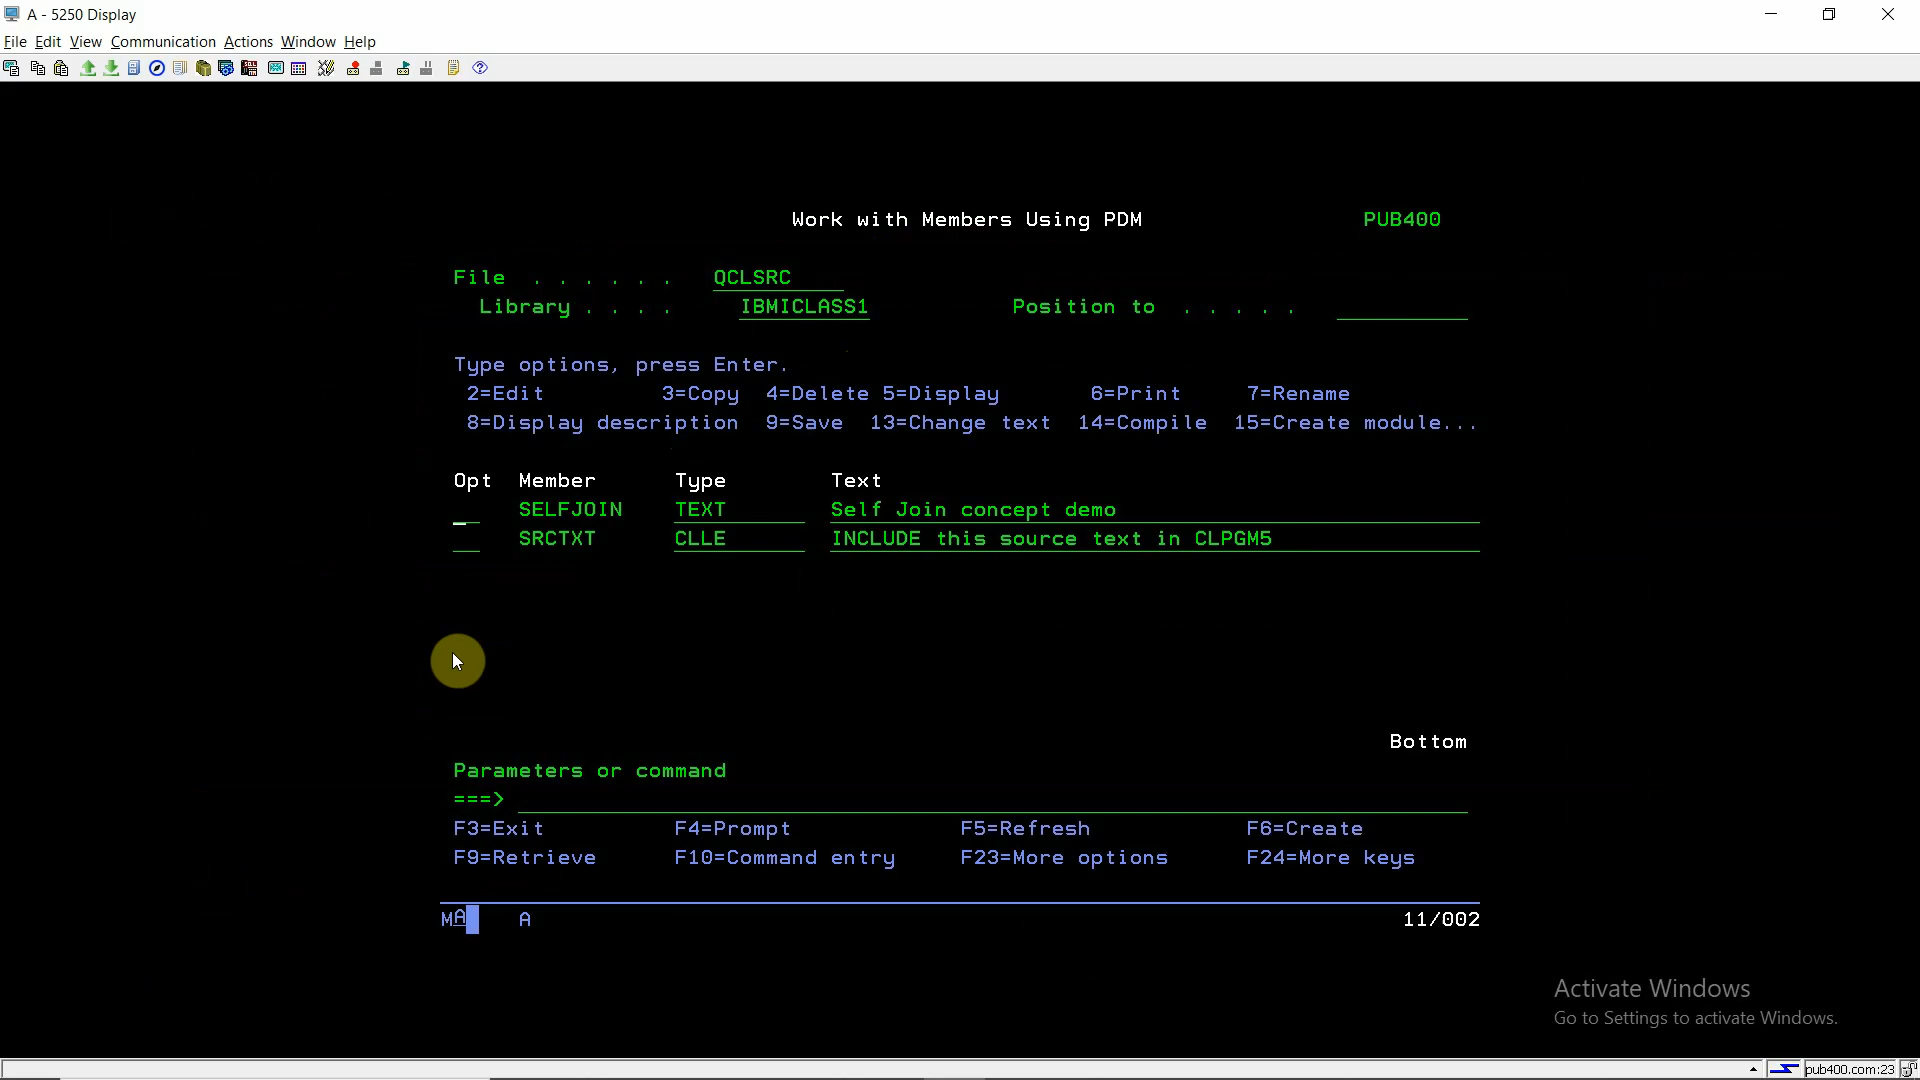 A - 5250 Display
File Edit View Communication Actions Window Help
Work with Members Using PDM PUB400
File . . . . . . QCLSRC
Library . . . . IBMICLASS1 Position to . . . . .
Type options, press Enter.
2=Edit 3=Copy 4=Delete 5=Display 6=Print 7=Rename
8=Display description 9=Save 13=Change text 14=Compile 15=Create module...
Opt Member Type Text
SELFJOIN TEXT Self Join concept demo
SRCTXT CLLE INCLUDE this source text in CLPGM5
Bottom
Parameters or command
===>
F3=Exit F4=Prompt F5=Refresh F6=Create
F9=Retrieve F10=Command entry F23=More options F24=More keys
MA A 11/002
Activate Windows
Go to Settings to activate Windows.
pub400.com:23